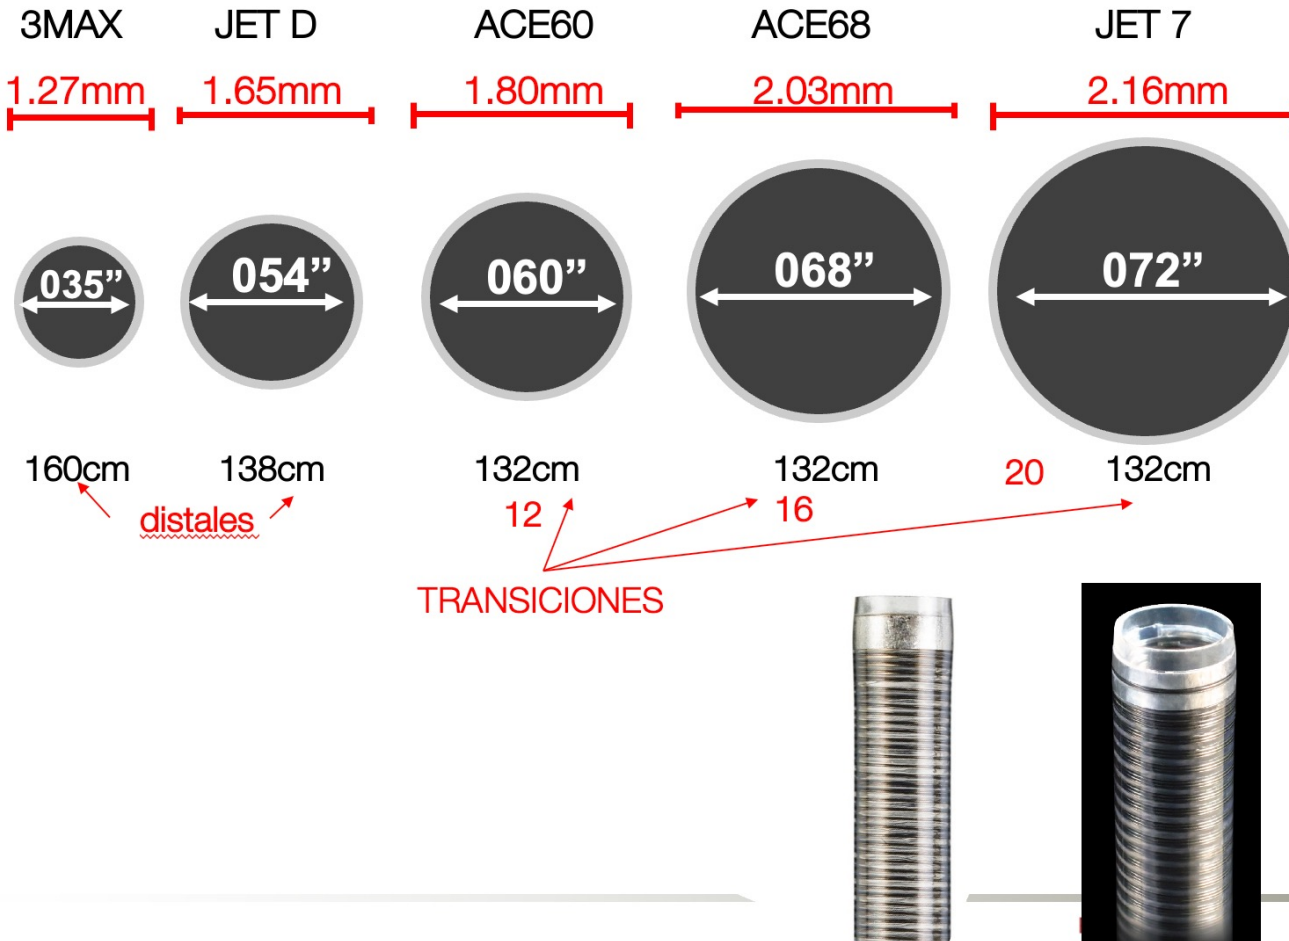 3MAX JET D ACE60 ACE68 JET 7
1.27mm 1.65mm 1.80mm 2.03mm 2.16mm
035” 054” 060” 068” 072”
160cm 138cm 132cm 132cm 20 132cm
distales 12 16
TRANSICIONES